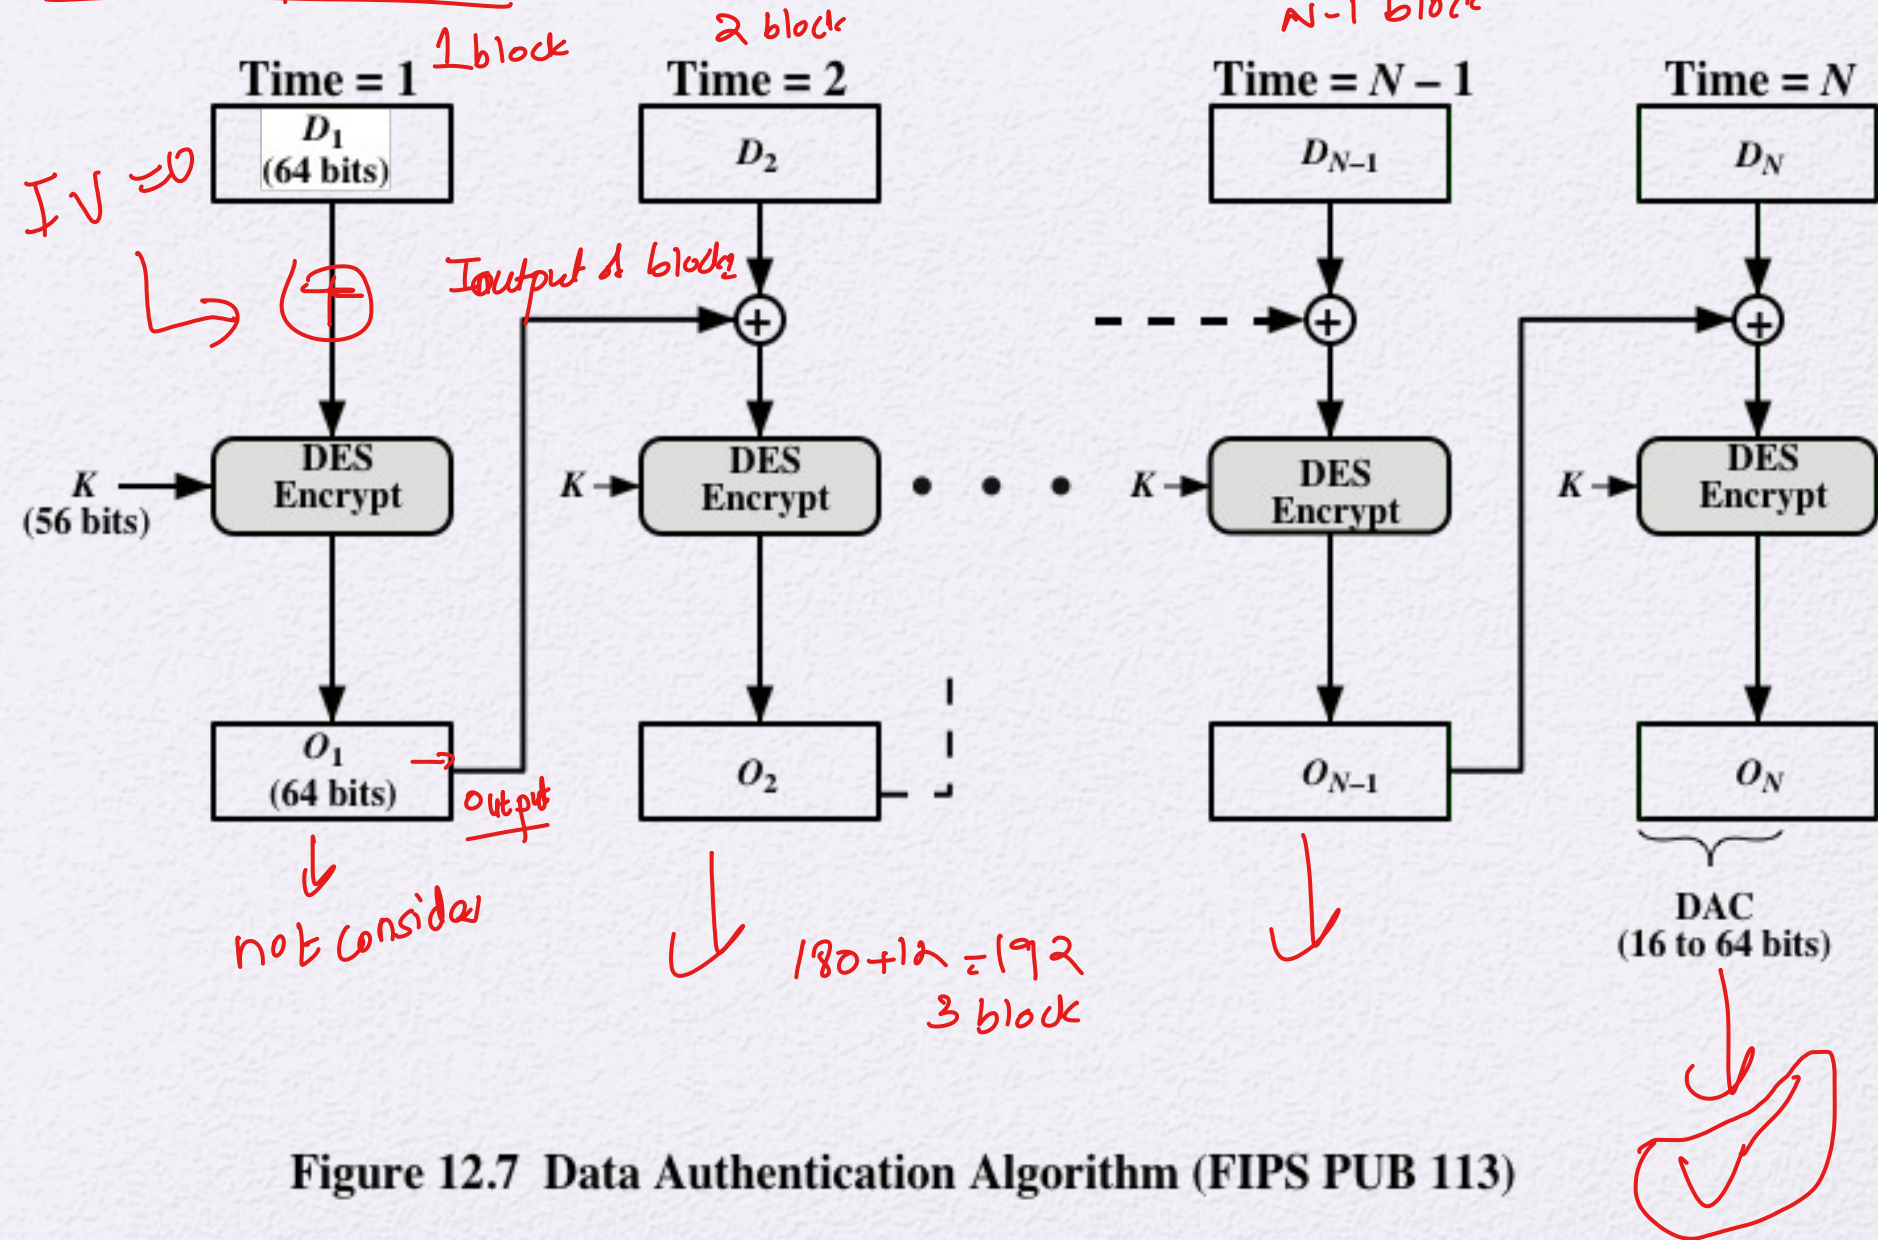 1 block
2 block
N-1 block
Time = 1
Time = 2
Time = N – 1
Time = N
D1
(64 bits)
D2
DN–1
DN
IV = 0
+
block
+
+
+
K
(56 bits)
DES
Encrypt
K
DES
Encrypt
K
DES
Encrypt
K
DES
Encrypt
O1
(64 bits)
output
O2
ON–1
ON
not consider
180+12=192
3 block
DAC
(16 to 64 bits)
Figure 12.7 Data Authentication Algorithm (FIPS PUB 113)